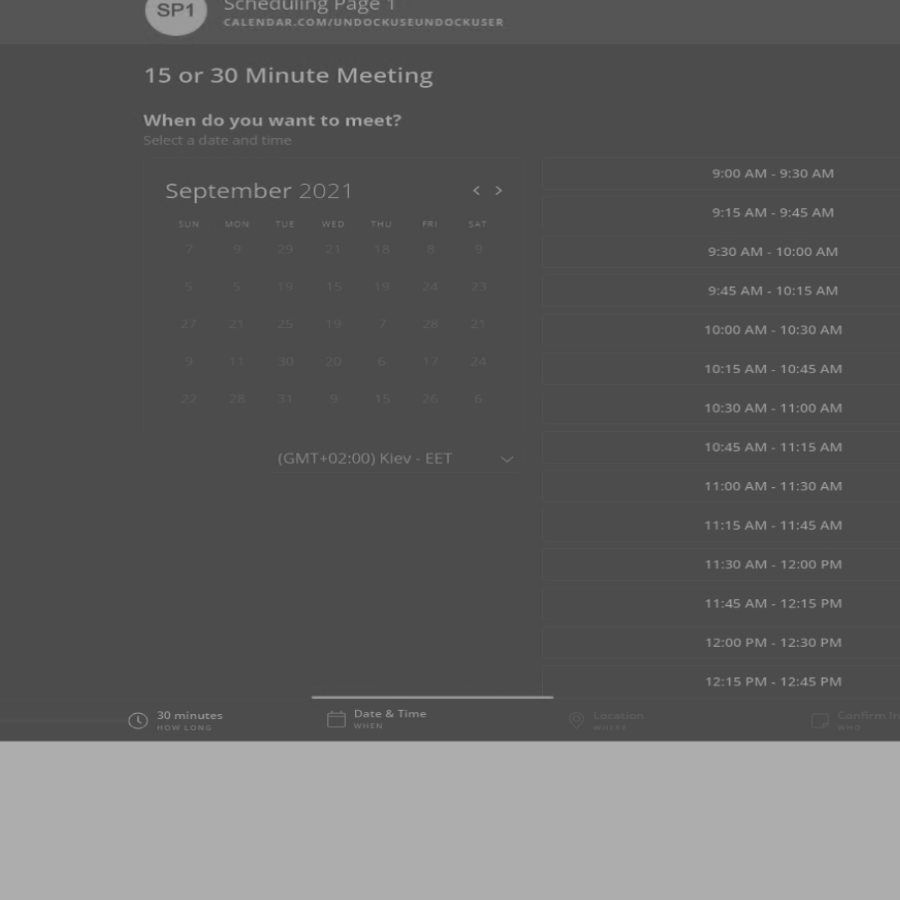 SP1
Scheduling Page 1
CALENDAR.COM/UNDOCKUSEUNDOCKUSER
15 or 30 Minute Meeting
When do you want to meet?
Select a date and time
September 2021
< >
SUN MON TUE WED THU FRI SAT
7 9 29 21 18 8 9
5 5 19 15 19 24 23
27 21 25 19 7 28 21
9 11 30 20 6 17 24
22 28 31 9 15 26 6
(GMT+02:00) Kiev - EET
9:00 AM - 9:30 AM
9:15 AM - 9:45 AM
9:30 AM - 10:00 AM
9:45 AM - 10:15 AM
10:00 AM - 10:30 AM
10:15 AM - 10:45 AM
10:30 AM - 11:00 AM
10:45 AM - 11:15 AM
11:00 AM - 11:30 AM
11:15 AM - 11:45 AM
11:30 AM - 12:00 PM
11:45 AM - 12:15 PM
12:00 PM - 12:30 PM
12:15 PM - 12:45 PM
30 minutes
HOW LONG
Date & Time
WHEN
Location
WHERE
Confirm
WHO